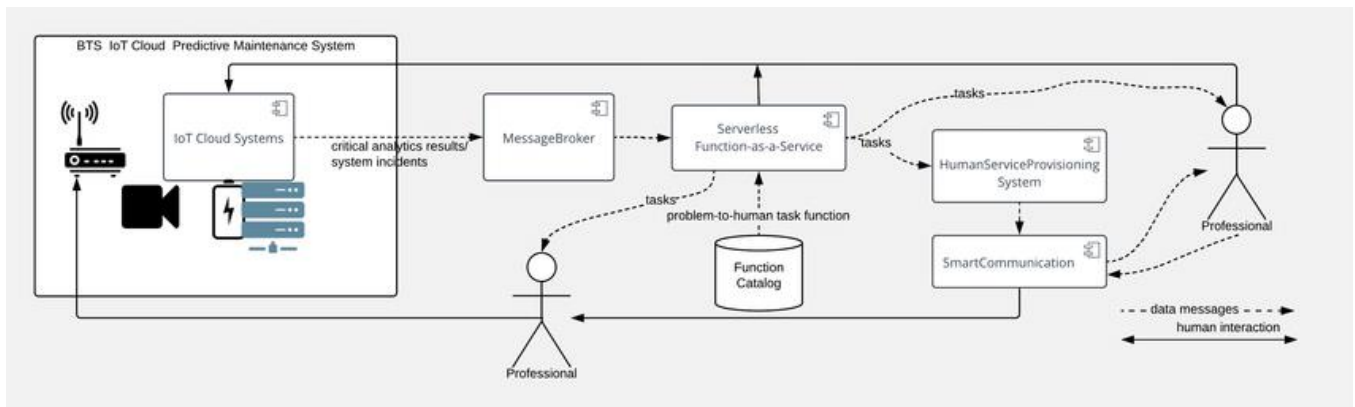 BTS IoT Cloud Predictive Maintenance System
IoT Cloud Systems
critical analytics results/
system incidents
MessageBroker
Serverless
Function-as-a-Service
tasks
tasks
HumanServiceProvisioning
System
tasks
problem-to-human task function
Function
Catalog
SmartCommunication
Professional
Professional
data messages
human interaction